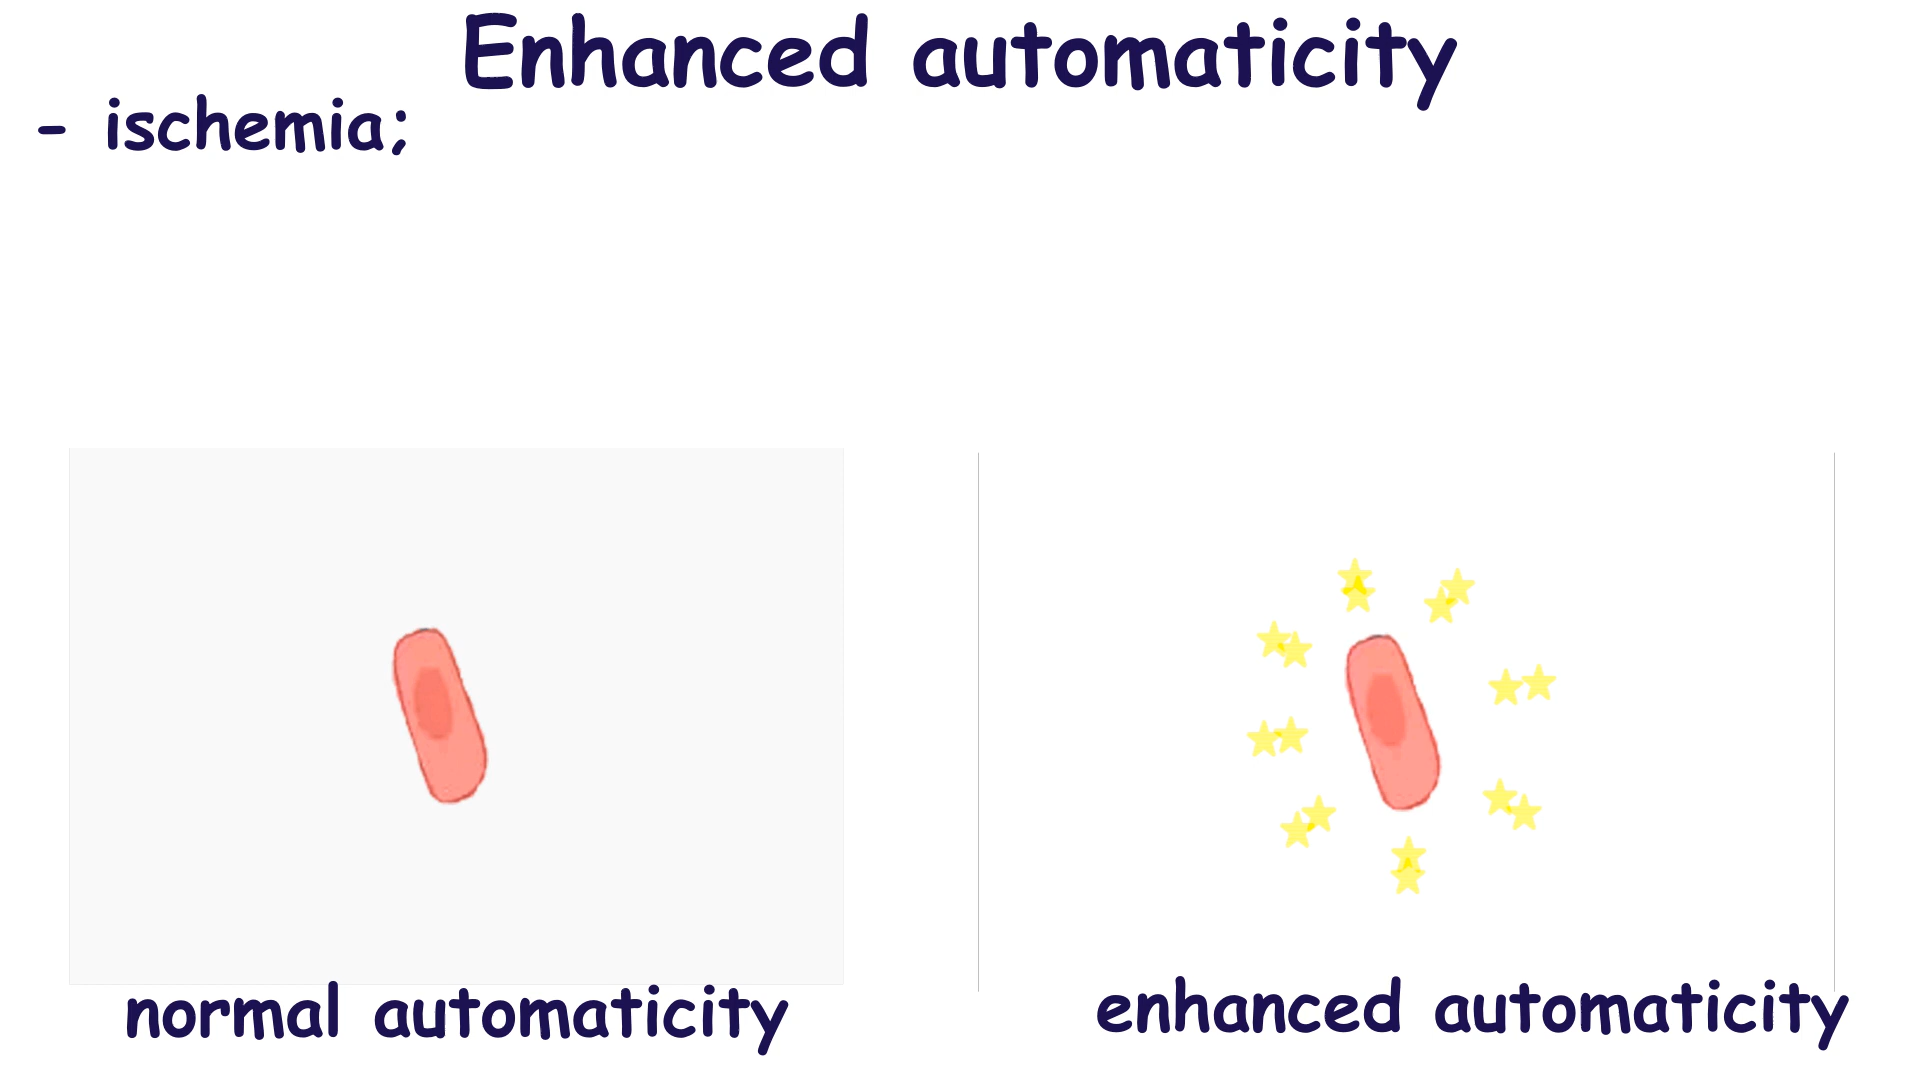 Enhanced automaticity
- ischemia;
normal automaticity
enhanced automaticity